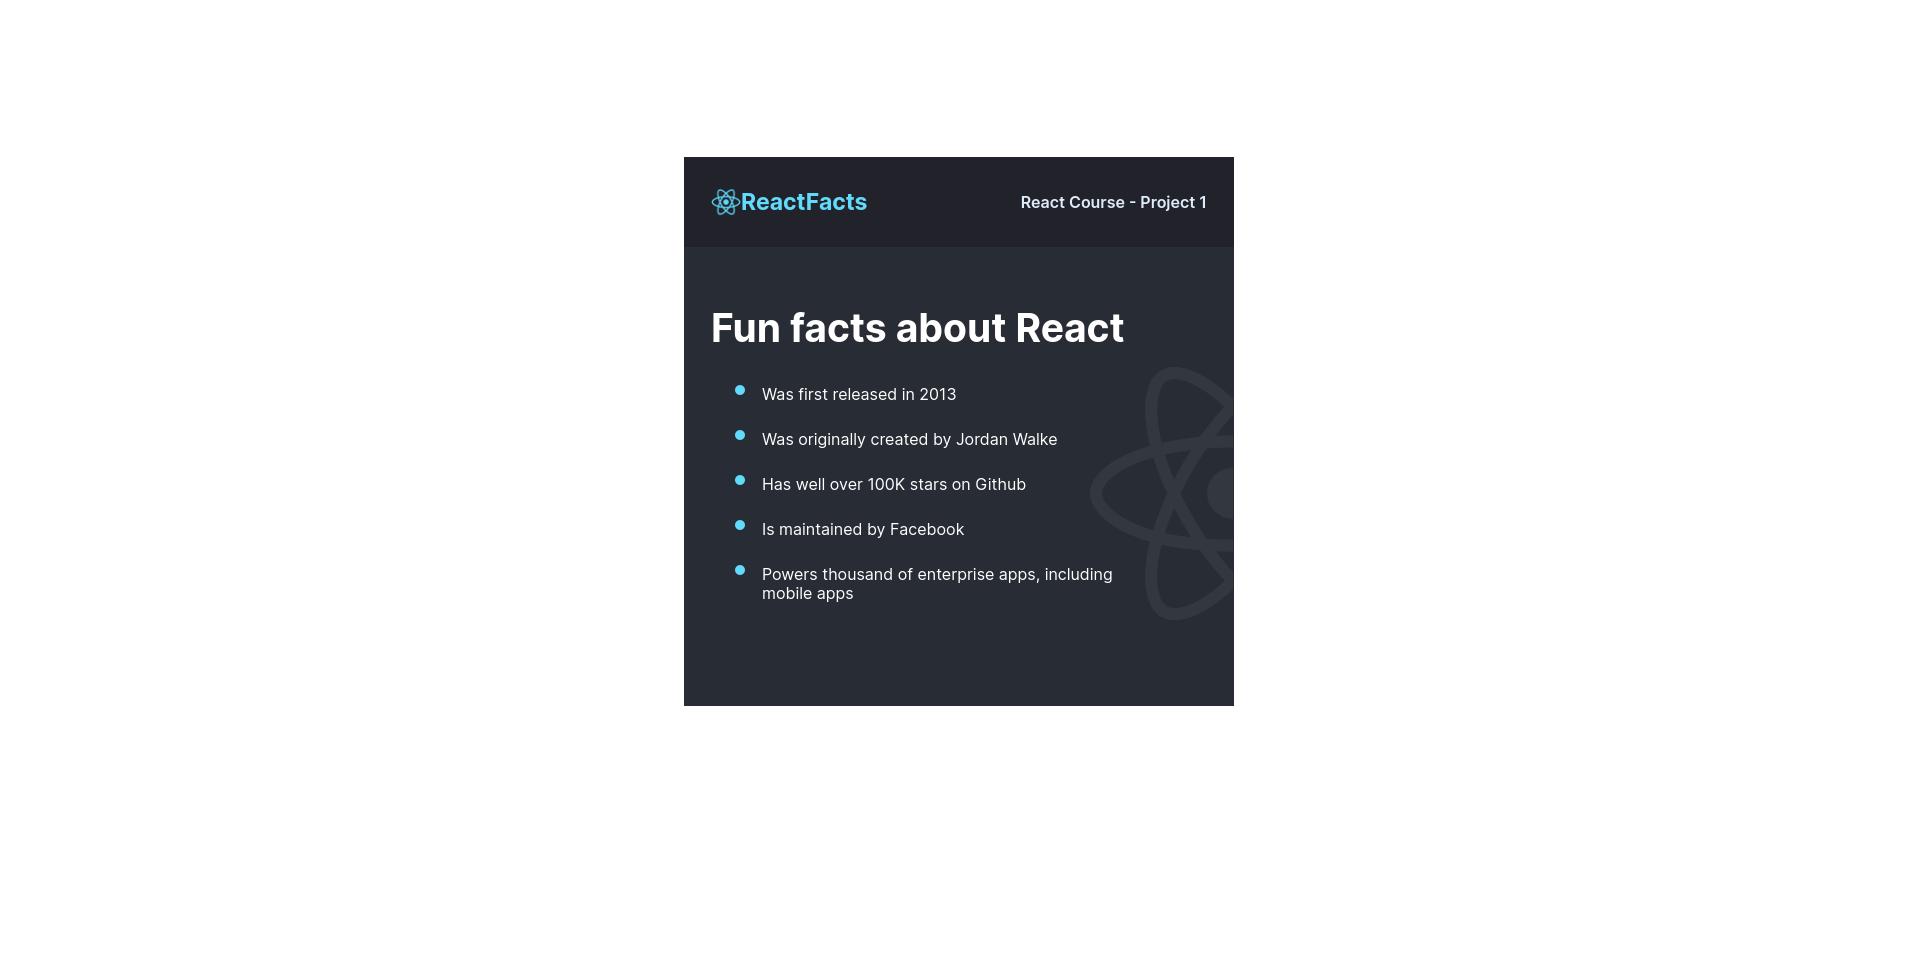 ReactFacts
React Course - Project 1
Fun facts about React
Was first released in 2013
Was originally created by Jordan Walke
Has well over 100K stars on Github
Is maintained by Facebook
Powers thousand of enterprise apps, including
mobile apps